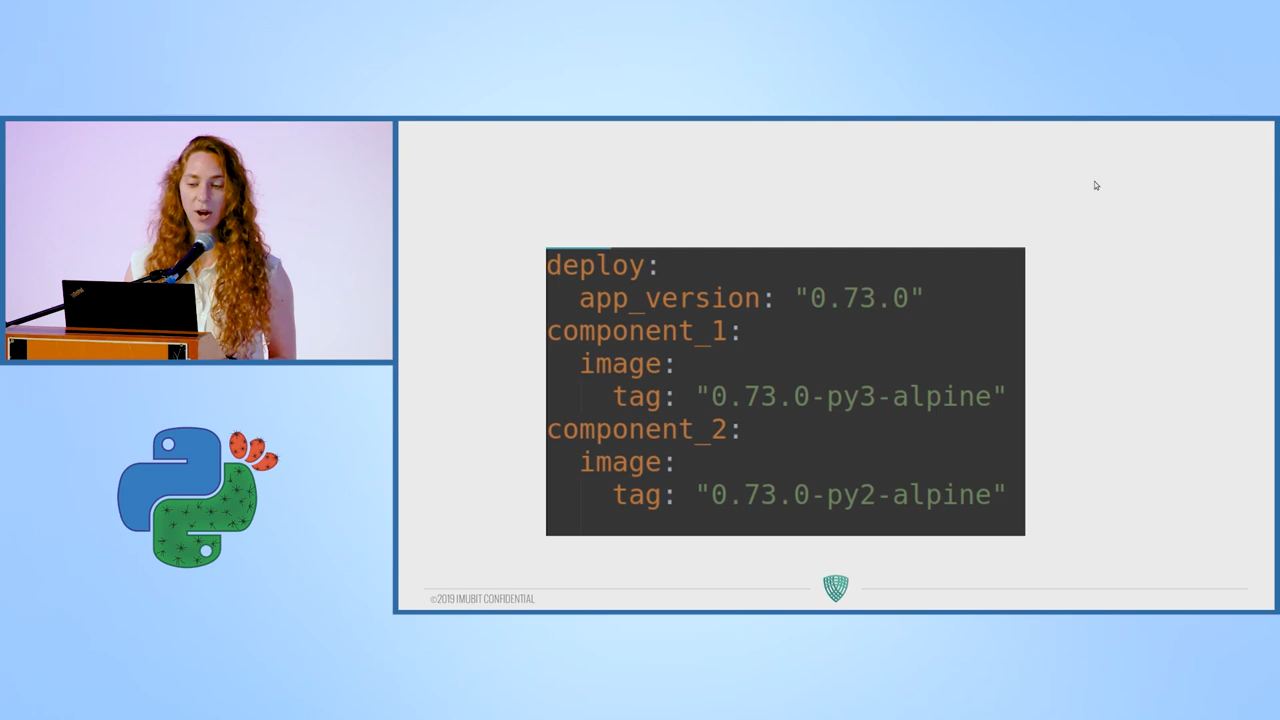 deploy:
app_version: "0.73.0"
component_1:
image:
tag: "0.73.0-py3-alpine"
component_2:
image:
tag: "0.73.0-py2-alpine"
©2019 IMUBIT CONFIDENTIAL